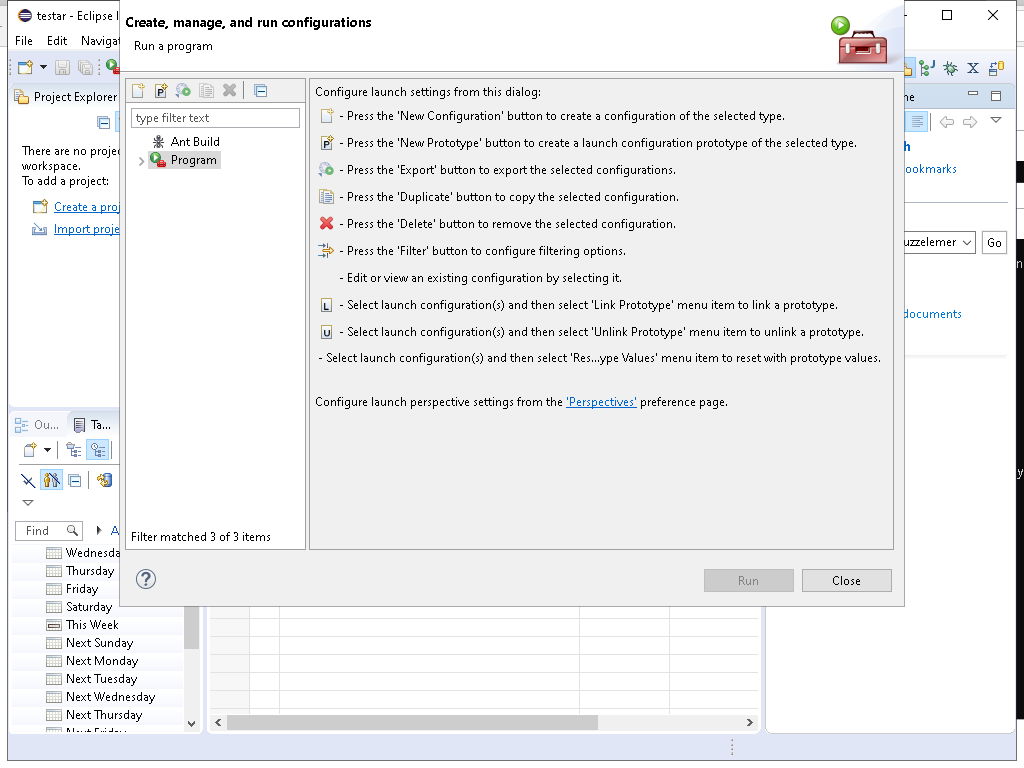 testar - Eclipse I
File Edit Navigat
Create, manage, and run configurations
Run a program
Project Explorer
There are no proje
workspace.
To add a project:
Create a proj
Import proje
type filter text
Ant Build
Program
Filter matched 3 of 3 items
Configure launch settings from this dialog:
- Press the 'New Configuration' button to create a configuration of the selected type.
P - Press the 'New Prototype' button to create a launch configuration prototype of the selected type.
- Press the 'Export' button to export the selected configurations.
- Press the 'Duplicate' button to copy the selected configuration.
- Press the 'Delete' button to remove the selected configuration.
- Press the 'Filter' button to configure filtering options.
- Edit or view an existing configuration by selecting it.
L - Select launch configuration(s) and then select 'Link Prototype' menu item to link a prototype.
U - Select launch configuration(s) and then select 'Unlink Prototype' menu item to unlink a prototype.
- Select launch configuration(s) and then select 'Res...ype Values' menu item to reset with prototype values.
Configure launch perspective settings from the 'Perspectives' preference page.
Run Close
ne
h
ookmarks
uzzelemer Go
documents
Ou... Ta...
Find A
Wednesda
Thursday
Friday
Saturday
This Week
Next Sunday
Next Monday
Next Tuesday
Next Wednesday
Next Thursday
Next Friday